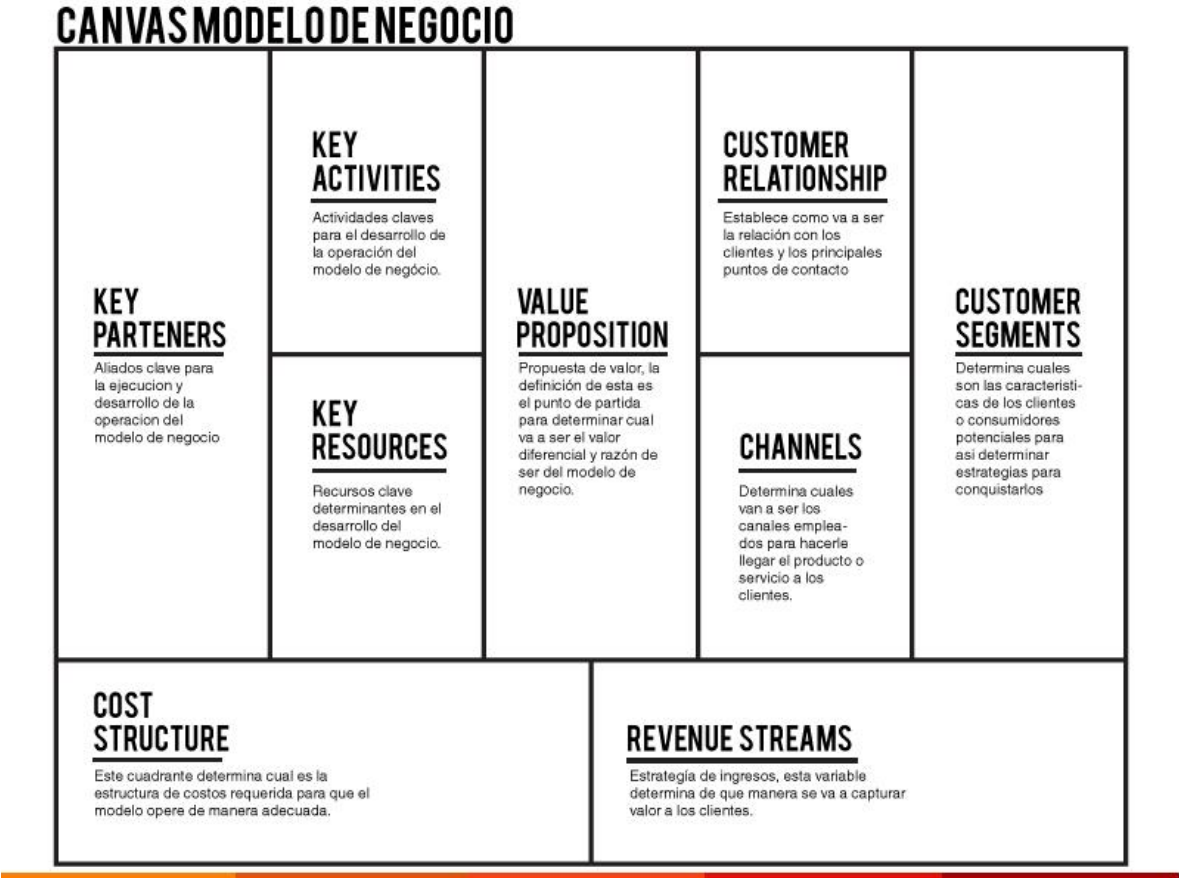 CANVAS MODELO DE NEGOCIO
KEY
PARTENERS
Aliados clave para
la ejecucion y
desarrollo de la
operacion del
modelo de negocio
KEY
ACTIVITIES
Actividades claves
para el desarrollo de
la operación del
modelo de negócio.
KEY
RESOURCES
Recursos clave
determinantes en el
desarrollo del
modelo de negocio.
VALUE
PROPOSITION
Propuesta de valor, la
definición de esta es
el punto de partida
para determinar cual
va a ser el valor
diferencial y razón de
ser del modelo de
negocio.
CUSTOMER
RELATIONSHIP
Establece como va a ser
la relación con los
clientes y los principales
puntos de contacto
CHANNELS
Determina cuales
van a ser los
canales emplea-
dos para hacerle
llegar el producto o
servicio a los
clientes.
CUSTOMER
SEGMENTS
Determina cuales
son las caracteristi-
cas de los clientes
o consumidores
potenciales para
asi determinar
estrategias para
conquistarlos
COST
STRUCTURE
Este cuadrante determina cual es la
estructura de costos requerida para que el
modelo opere de manera adecuada.
REVENUE STREAMS
Estrategía de ingresos, esta variable
determina de que manera se va a capturar
valor a los clientes.